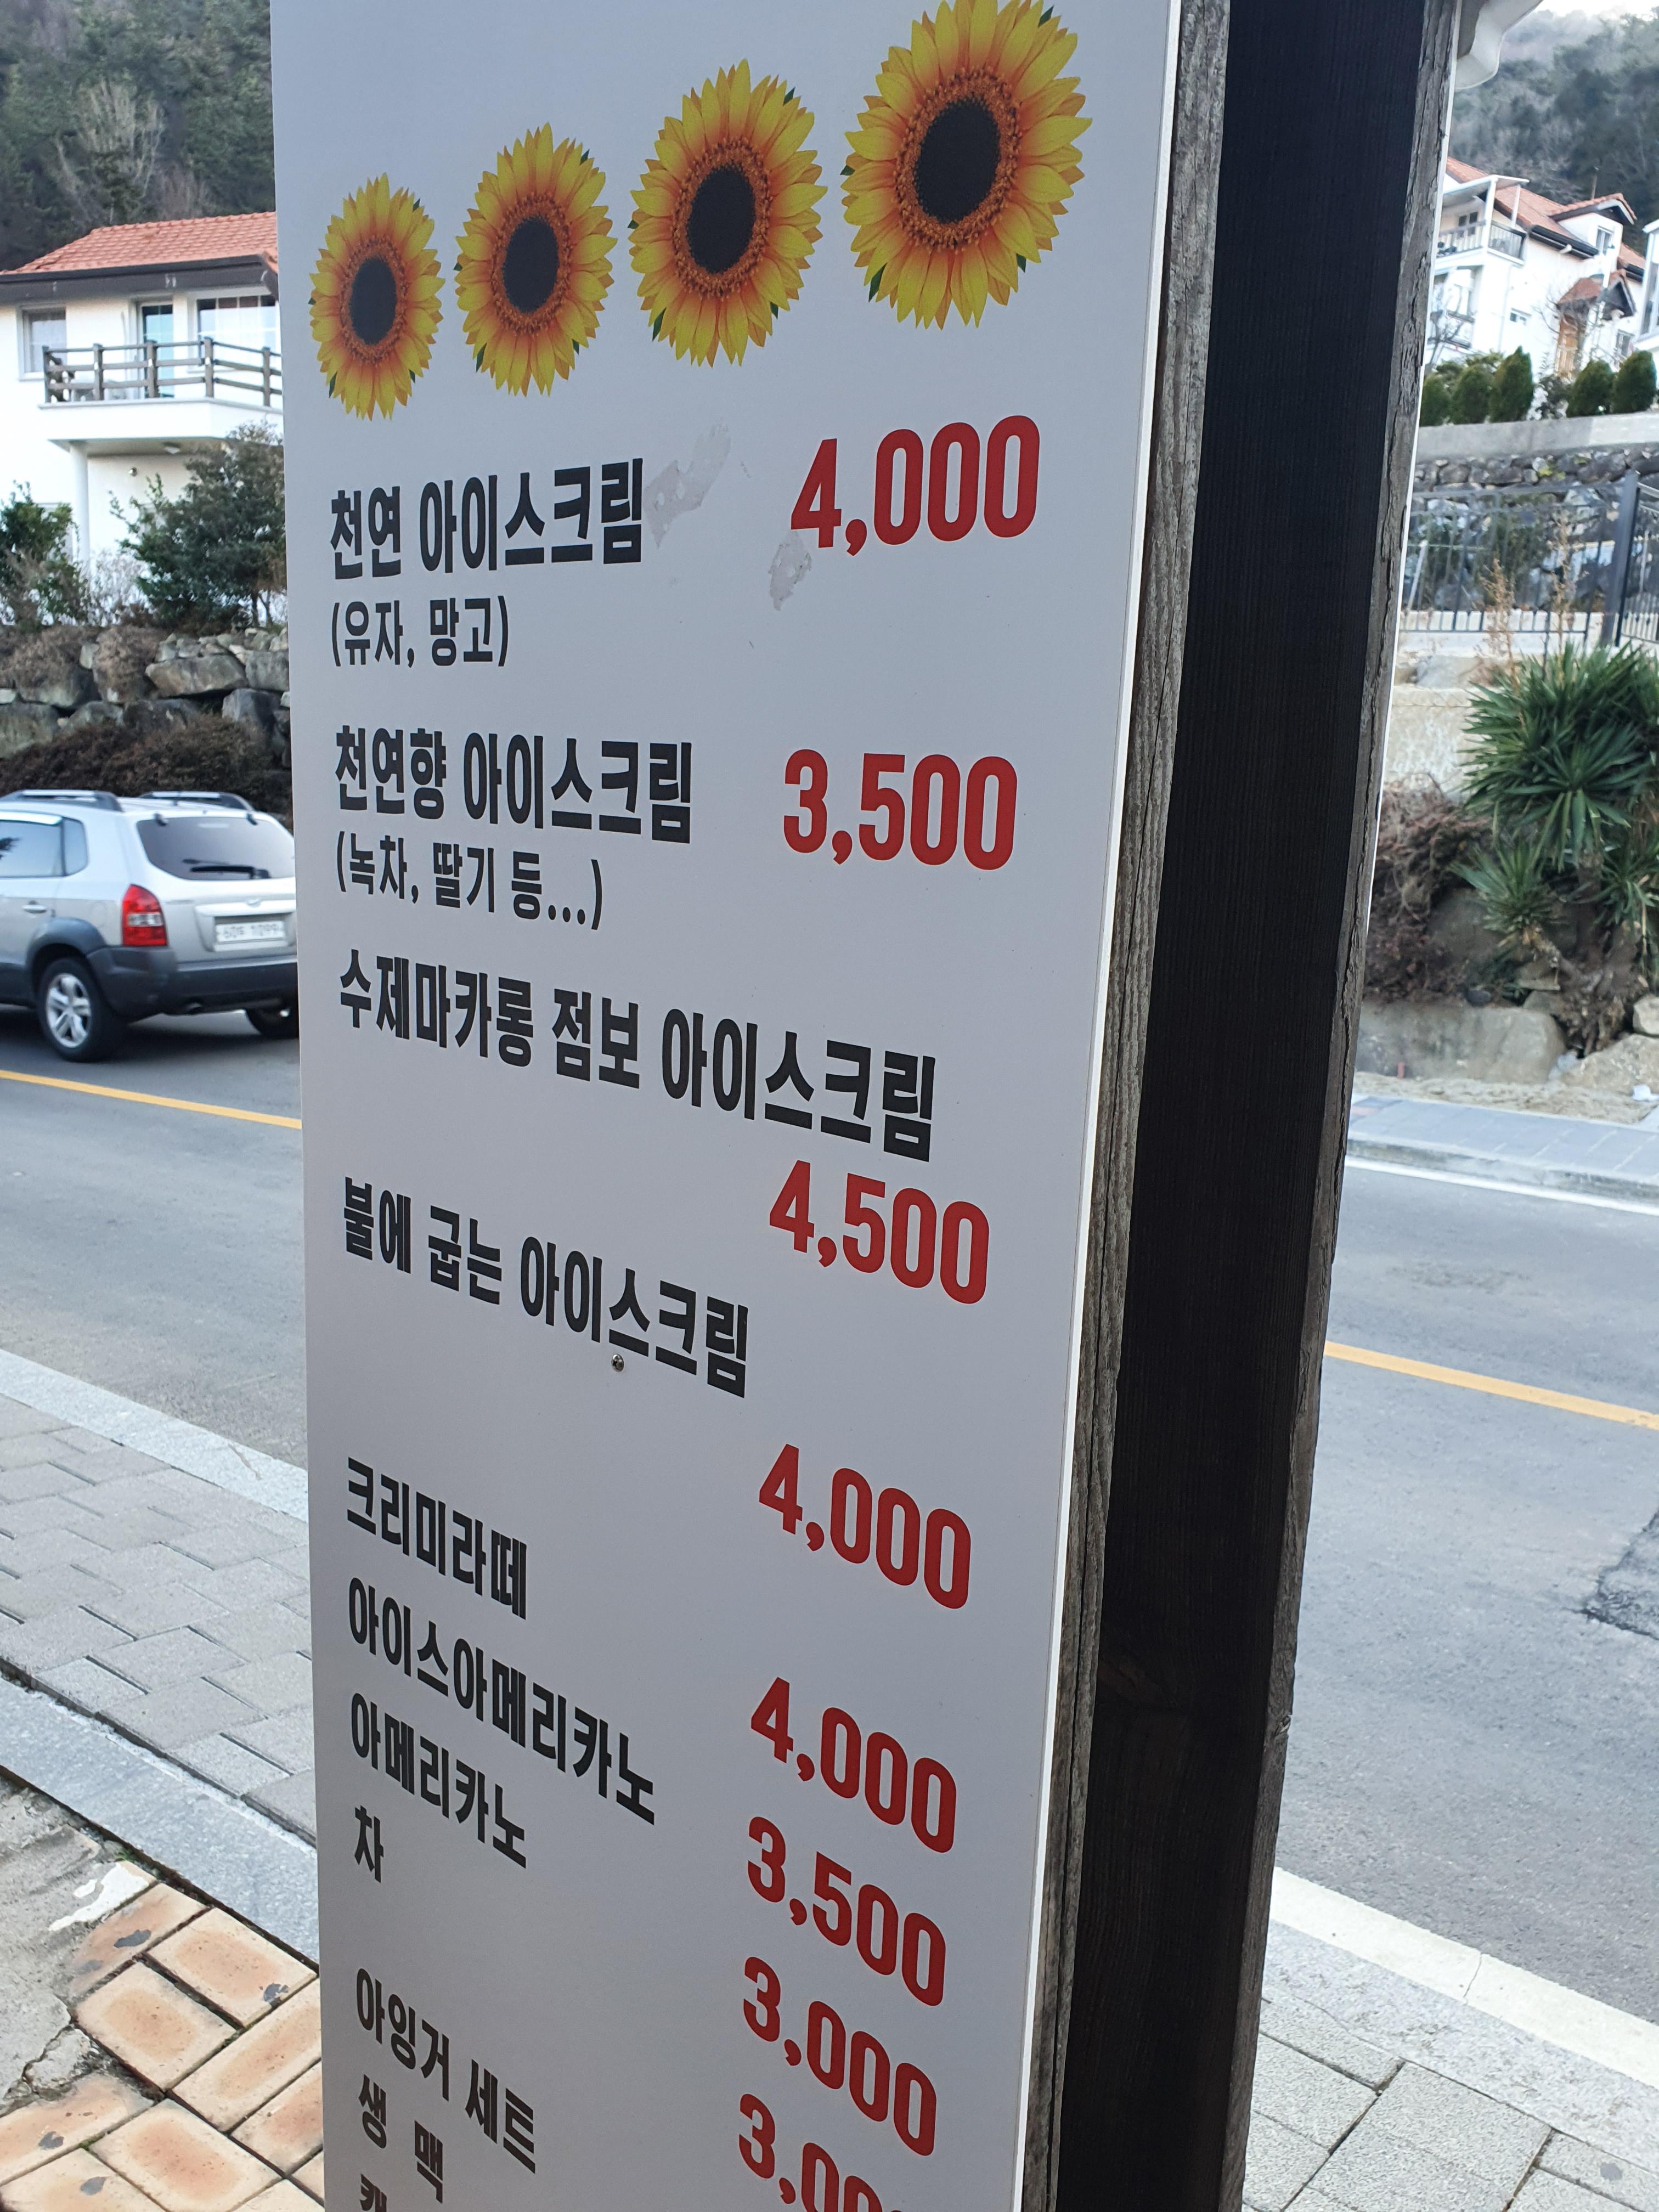 천연 아이스크림 4,000
(유자, 망고)
천연향 아이스크림 3,500
(녹차, 딸기 등...)
수제마카롱 점보 아이스크림
4,500
불에 굽는 아이스크림
4,000
크리미라떼
4,000
아이스아메리카노
3,500
아메리카노
3,000
차
3,000
아잉거 세트
생 맥